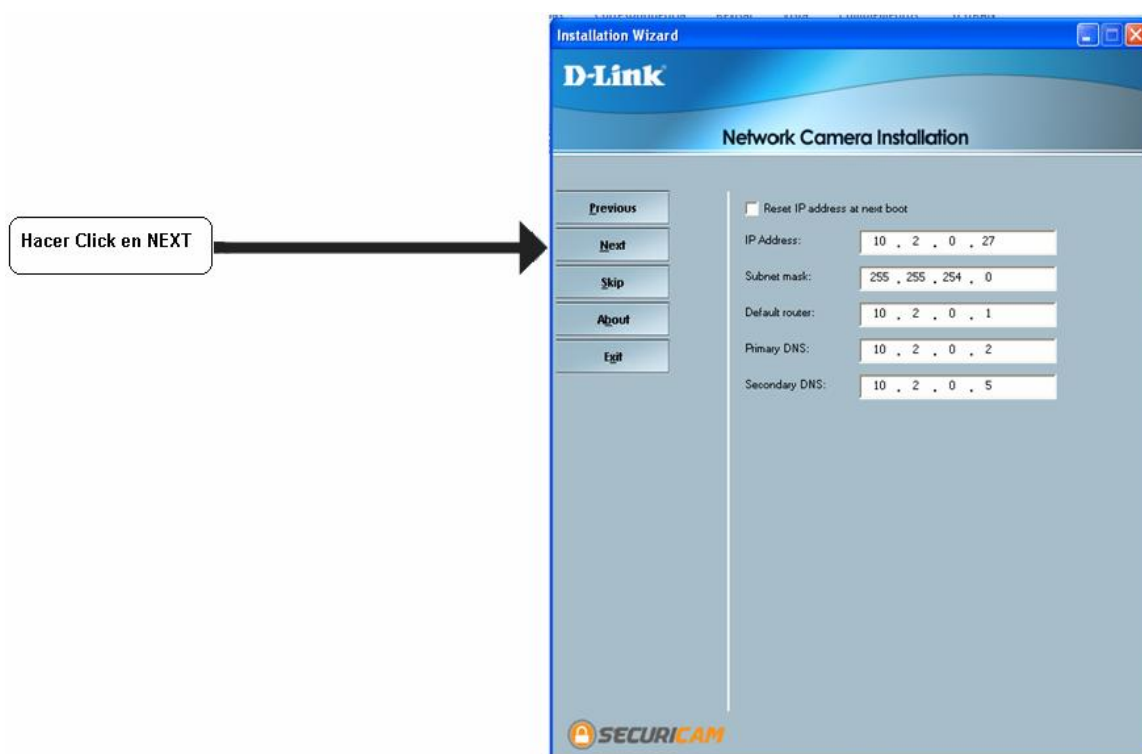 Installation Wizard
D-Link
Network Camera Installation
Hacer Click en NEXT
Previous
Next
Skip
About
Exit
Reset IP address at next boot
IP Address: 10 . 2 . 0 . 27
Subnet mask: 255 . 255 . 254 . 0
Default router: 10 . 2 . 0 . 1
Primary DNS: 10 . 2 . 0 . 2
Secondary DNS: 10 . 2 . 0 . 5
SECURICAM